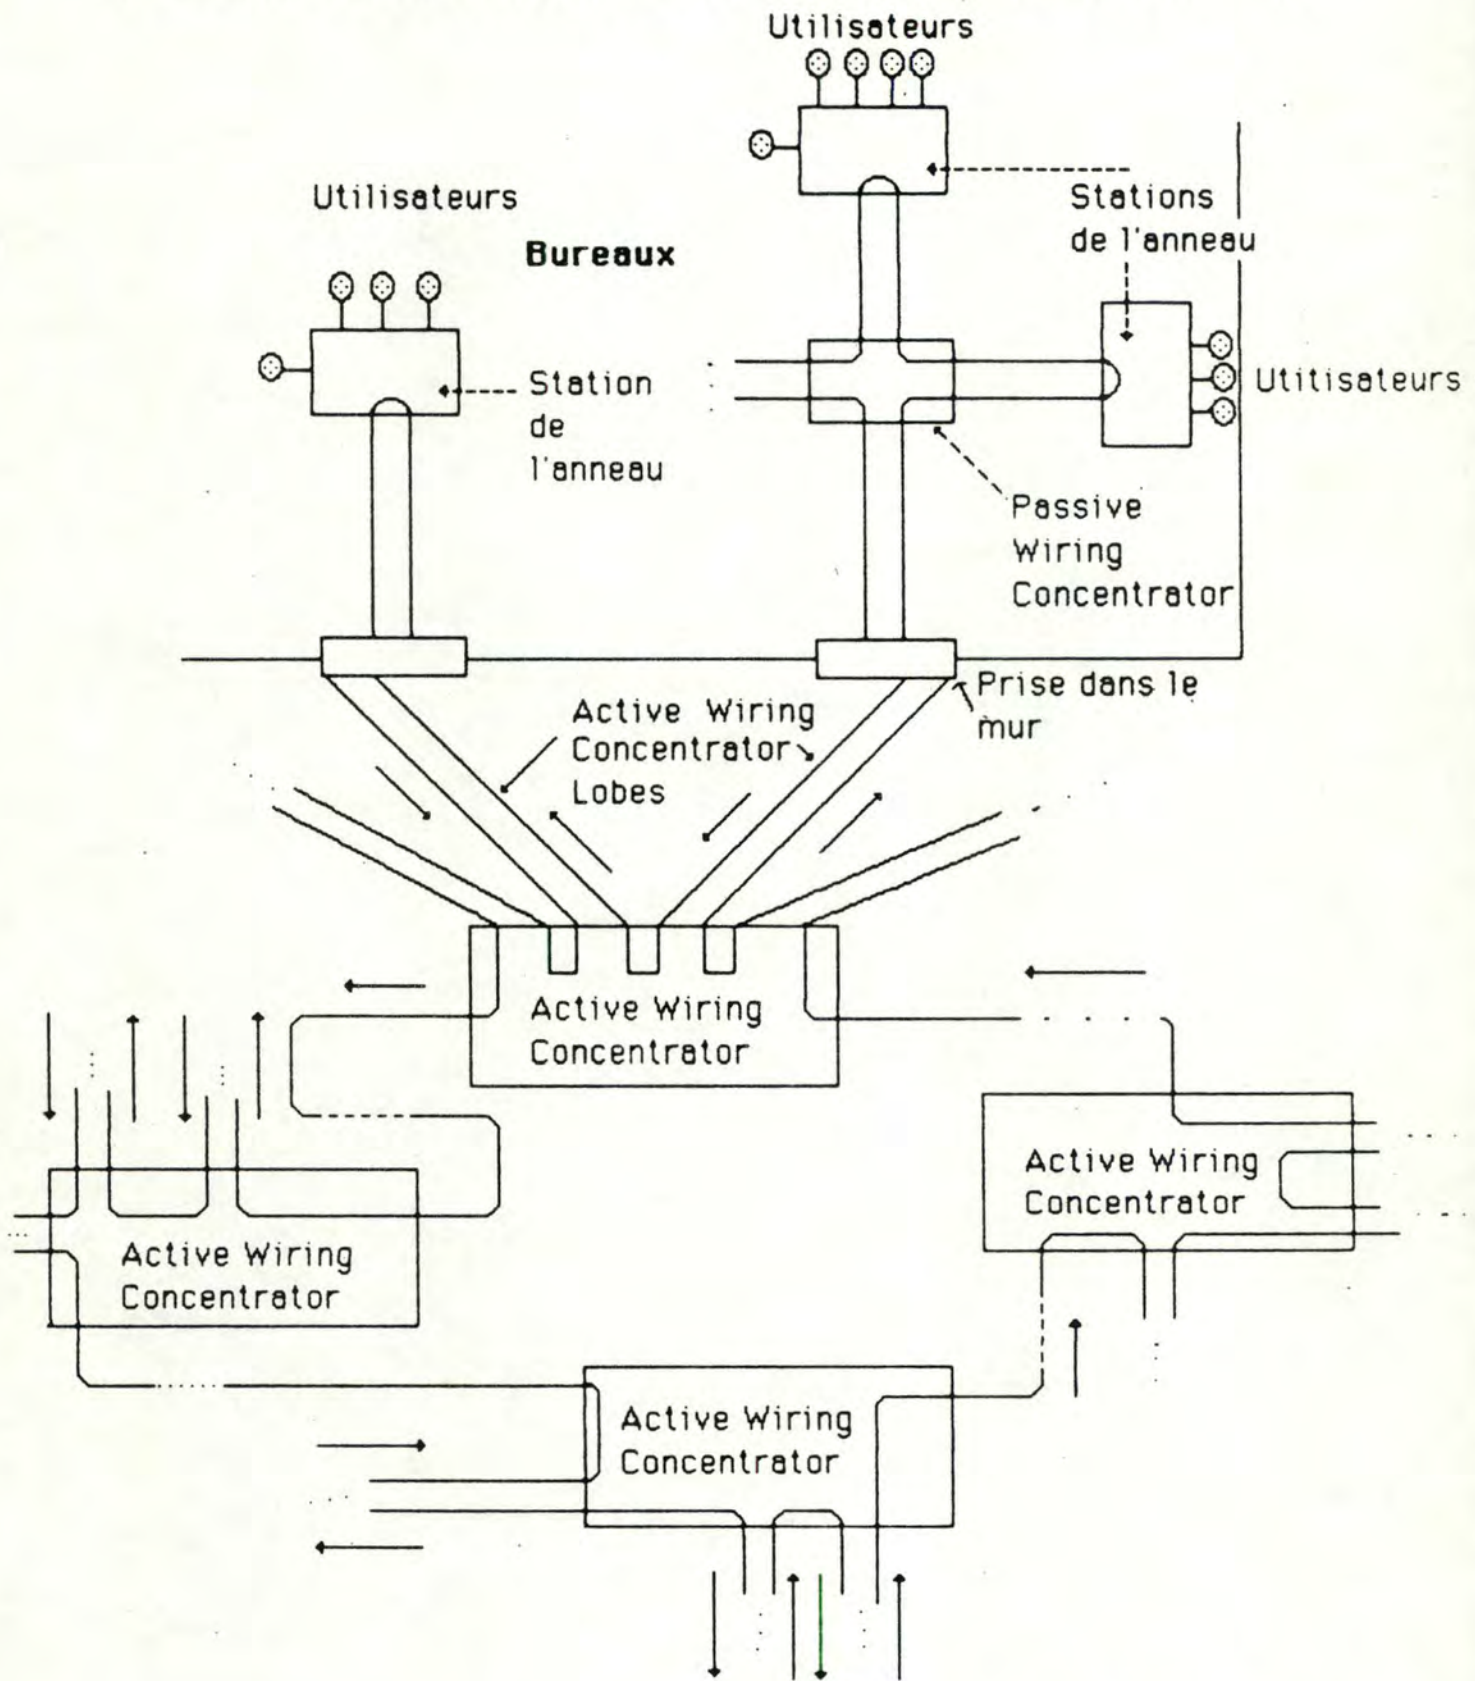 Utilisateurs
Utilisateurs
Stations
de l'anneau
Bureaux
Station
de
l'anneau
Utitisateurs
Passive
Wiring
Concentrator
Prise dans le
mur
Active Wiring
Concentrator
Lobes
Active Wiring
Concentrator
Active Wiring
Concentrator
Active Wiring
Concentrator
Active Wiring
Concentrator